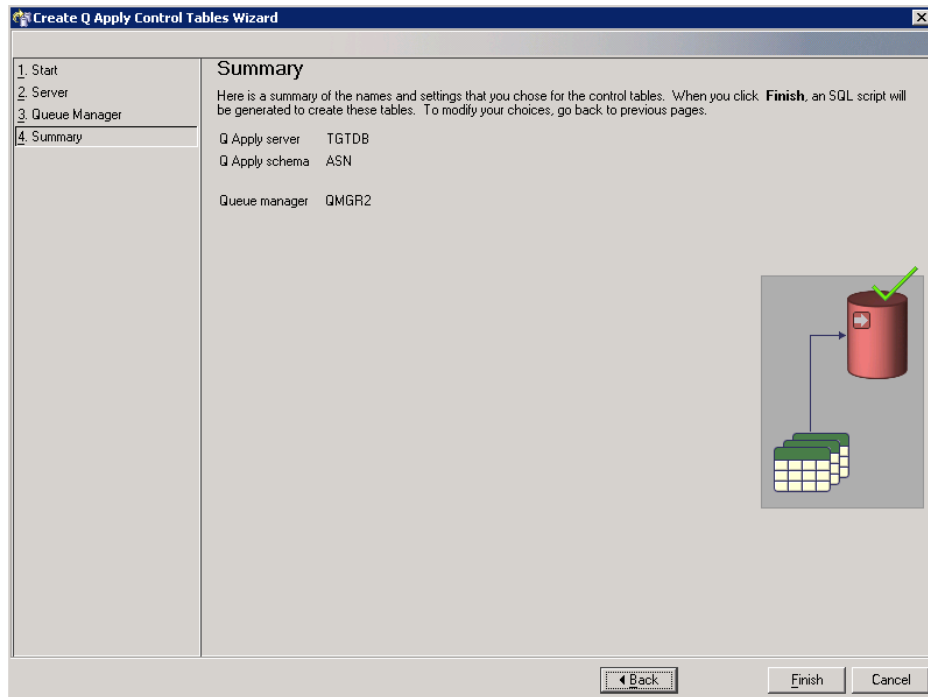 Create Q Apply Control Tables Wizard
1. Start
2. Server
3. Queue Manager
4. Summary
Summary
Here is a summary of the names and settings that you chose for the control tables. When you click Finish, an SQL script will
be generated to create these tables. To modify your choices, go back to previous pages.
Q Apply server TGTDB
Q Apply schema ASN
Queue manager QMGR2
Back
Finish
Cancel